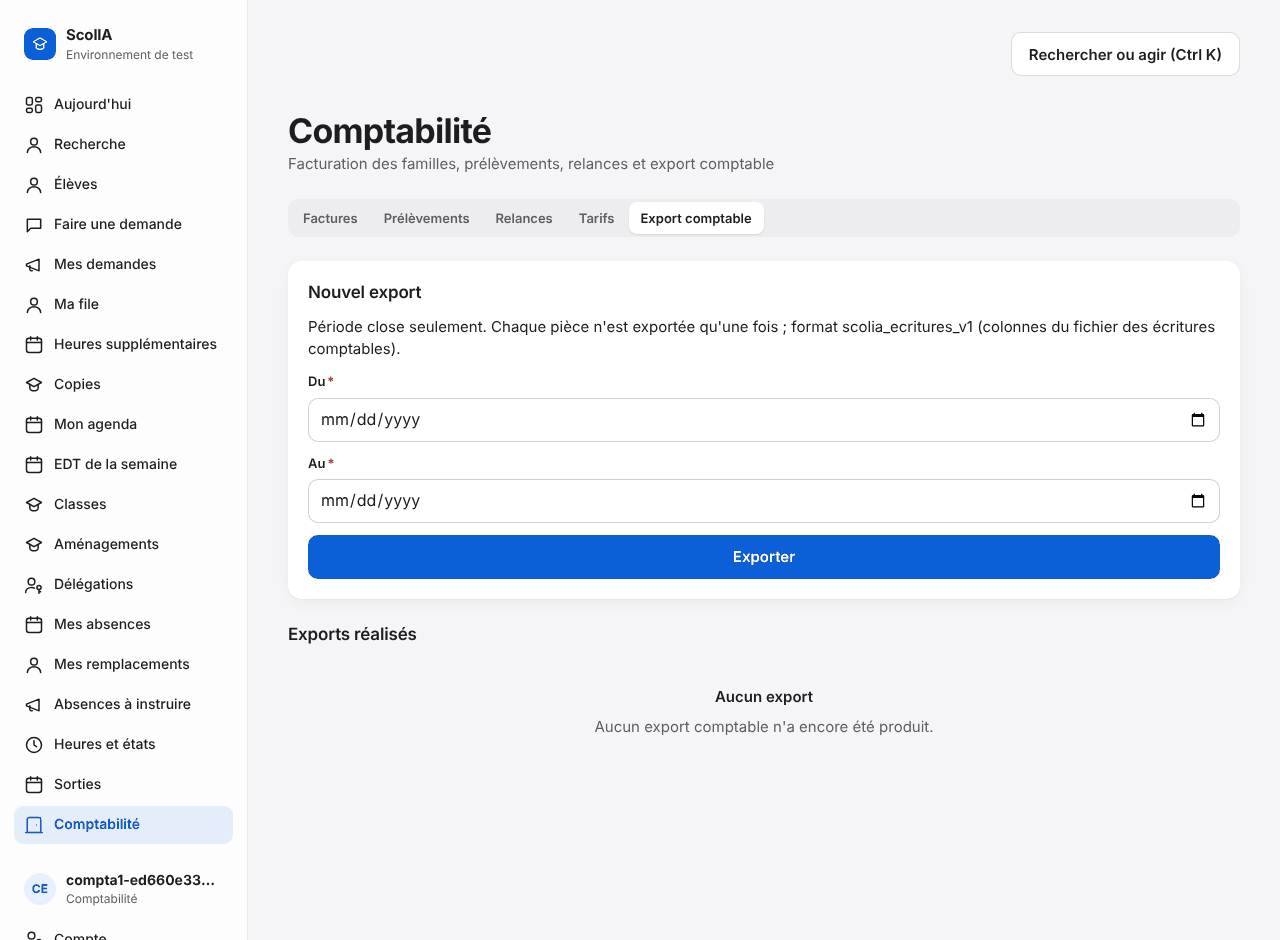 ScolIA
Environnement de test
Rechercher ou agir (Ctrl K)
Aujourd'hui
Recherche
Élèves
Faire une demande
Mes demandes
Ma file
Heures supplémentaires
Copies
Mon agenda
EDT de la semaine
Classes
Aménagements
Délégations
Mes absences
Mes remplacements
Absences à instruire
Heures et états
Sorties
Comptabilité
CE
compta1-ed660e33...
Comptabilité
Compte
Comptabilité
Facturation des familles, prélèvements, relances et export comptable
Factures Prélèvements Relances Tarifs Export comptable
Nouvel export
Période close seulement. Chaque pièce n'est exportée qu'une fois ; format scolia_ecritures_v1 (colonnes du fichier des écritures
comptables).
Du *
mm/dd/yyyy
Au *
mm/dd/yyyy
Exporter
Exports réalisés
Aucun export
Aucun export comptable n'a encore été produit.